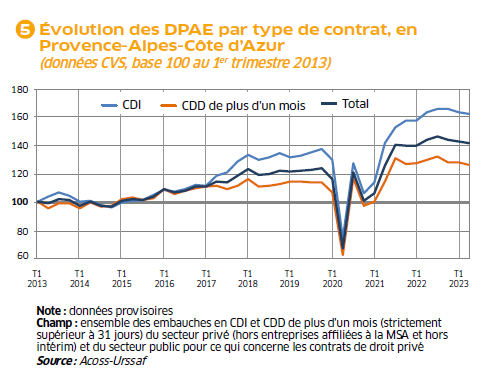 5 Évolution des DPAE par type de contrat, en
Provence-Alpes-Côte d'Azur
(données CVS, base 100 au 1er trimestre 2013)
180
160
140
120
100
80
60
CDI
CDD de plus d'un mois
Total
T1 T1 T1 T1 T1 T1 T1 T1 T1 T1 T1
2013 2014 2015 2016 2017 2018 2019 2020 2021 2022 2023
Note : données provisoires
Champ : ensemble des embauches en CDI et CDD de plus d'un mois (strictement
supérieur à 31 jours) du secteur privé (hors entreprises affiliées à la MSA et hors
intérim) et du secteur public pour ce qui concerne les contrats de droit privé
Source : Acoss-Urssaf